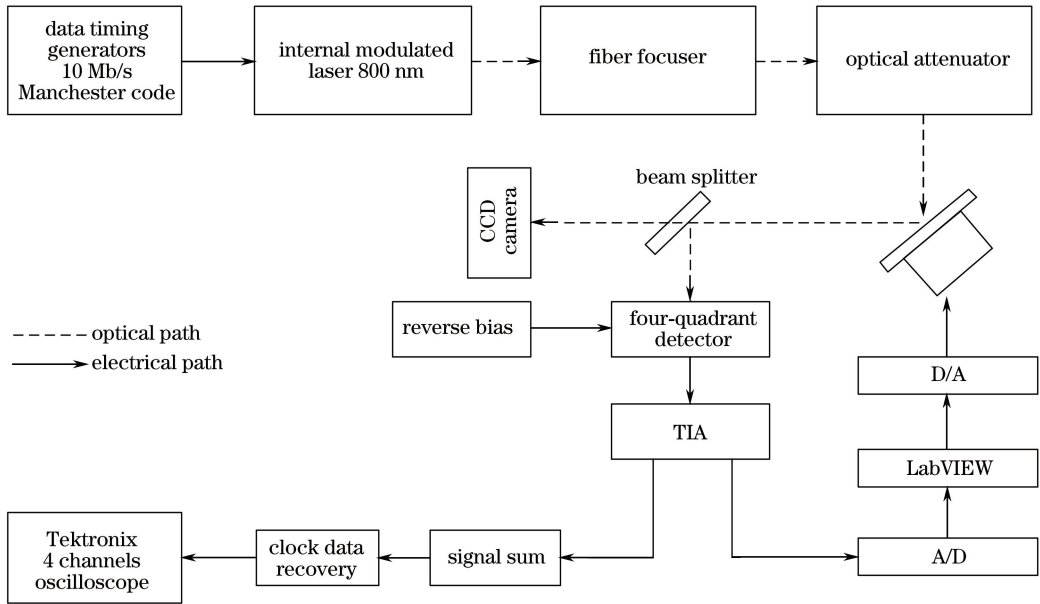 data timing
generators
10 Mb/s
Manchester code
internal modulated
laser 800 nm
fiber focuser
optical attenuator
beam splitter
CCD
camera
reverse bias
four-quadrant
detector
optical path
electrical path
D/A
TIA
LabVIEW
Tektronix
4 channels
oscilloscope
clock data
recovery
signal sum
A/D